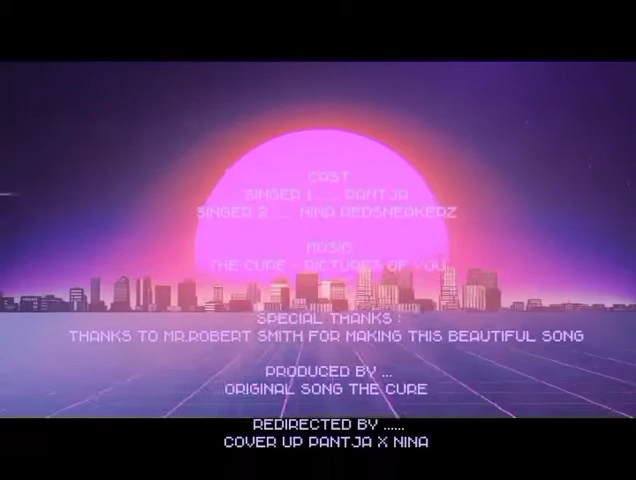 CAST
SINGER 1 .... PANTJA
SINGER 2 .... NINA REDSNEAKERZ
MUSIC
THE CURE - PICTURES OF YOU
SPECIAL THANKS :
THANKS TO MR.ROBERT SMITH FOR MAKING THIS BEAUTIFUL SONG
PRODUCED BY ...
ORIGINAL SONG THE CURE
REDIRECTED BY ......
COVER UP PANTJA X NINA